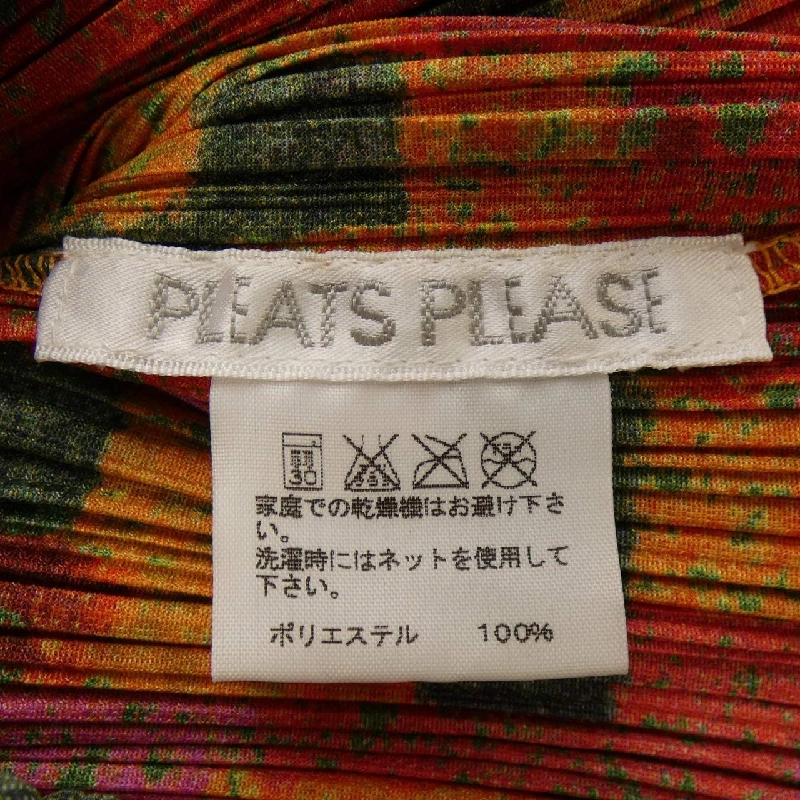 PLEATS PLEASE
弱
30
家庭での乾燥機はお避け下さ
い。
洗濯時にはネットを使用して
下さい。
ポリエステル 100%